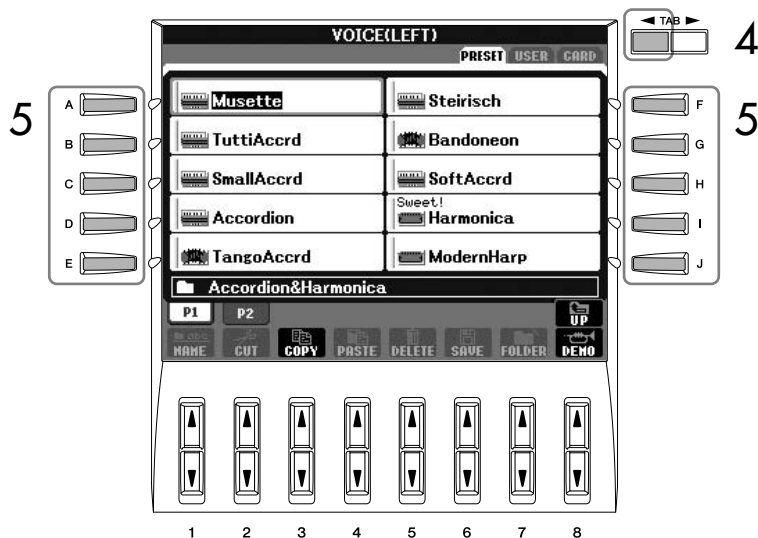 VOICE(LEFT)
◄ TAB ►
4
PRESET USER CARD
5
5
A Musette Steirisch F
B TuttiAccrd Bandoneon G
C SmallAccrd SoftAccrd H
Sweet!
D Accordion Harmonica I
E TangoAccrd ModernHarp J
Accordion&Harmonica
P1 P2 UP
NAME CUT COPY PASTE DELETE SAVE FOLDER DEMO
1 2 3 4 5 6 7 8